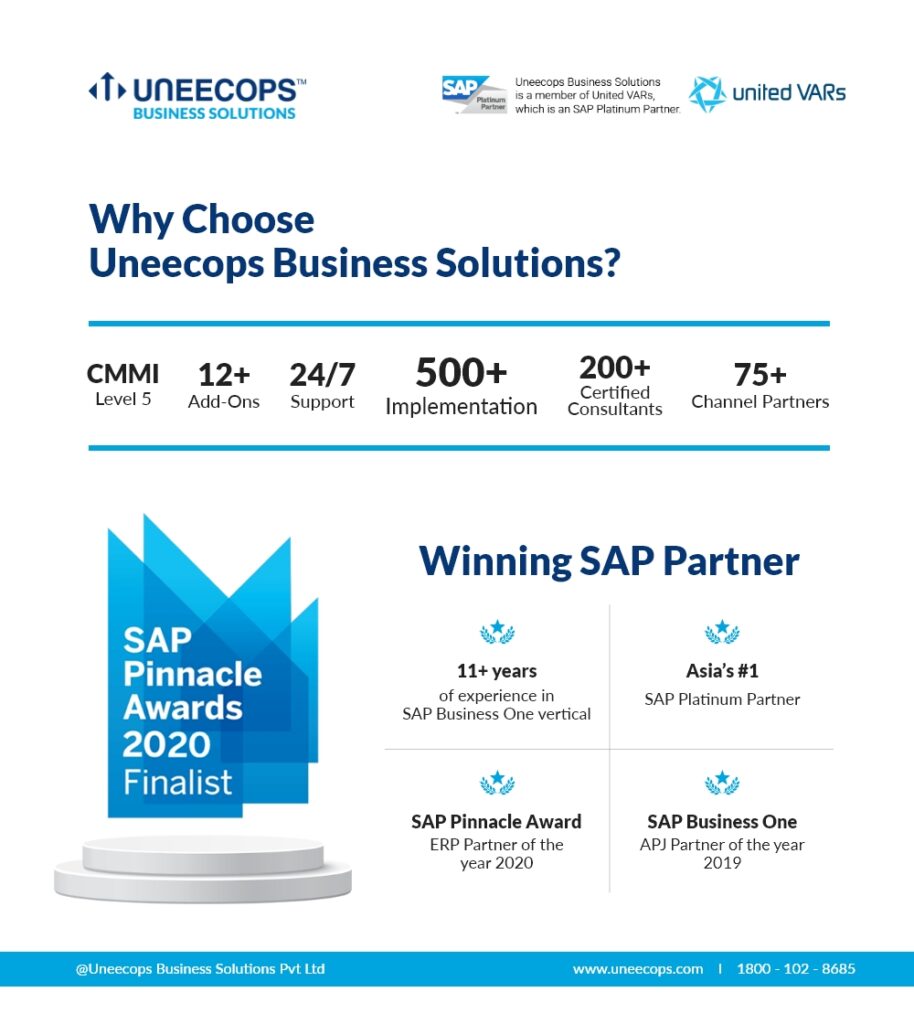 UNEECOPS™
BUSINESS SOLUTIONS
SAP
Platinum
Partner
Uneecops Business Solutions
is a member of United VARs,
which is an SAP Platinum Partner.
united VARs
Why Choose
Uneecops Business Solutions?
CMMI
Level 5
12+
Add-Ons
24/7
Support
500+
Implementation
200+
Certified
Consultants
75+
Channel Partners
SAP
Pinnacle
Awards
2020
Finalist
Winning SAP Partner
11+ years
of experience in
SAP Business One vertical
Asia's #1
SAP Platinum Partner
SAP Pinnacle Award
ERP Partner of the
year 2020
SAP Business One
APJ Partner of the year
2019
@Uneecops Business Solutions Pvt Ltd
www.uneecops.com | 1800 - 102 - 8685